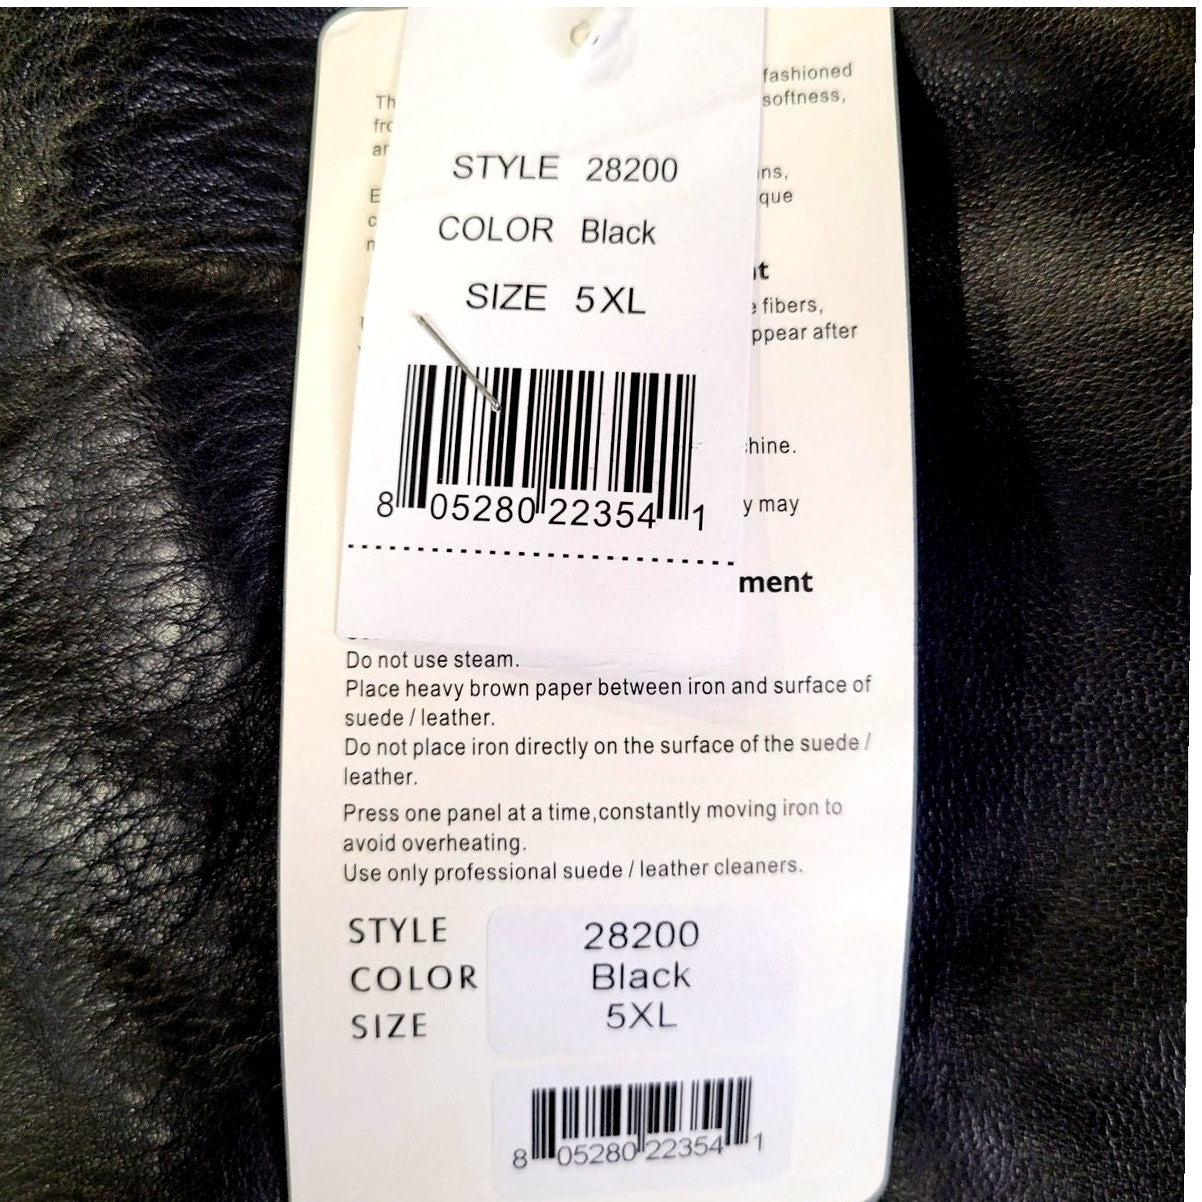 fashioned
softness,
ns,
que
STYLE 28200
COLOR Black
SIZE 5XL
fibers,
ppear after
hine.
y may
8 05280 22354 1
ment
Do not use steam.
Place heavy brown paper between iron and surface of
suede / leather.
Do not place iron directly on the surface of the suede /
leather.
Press one panel at a time,constantly moving iron to
avoid overheating.
Use only professional suede / leather cleaners.
STYLE 28200
COLOR Black
SIZE 5XL
8 05280 22354 1